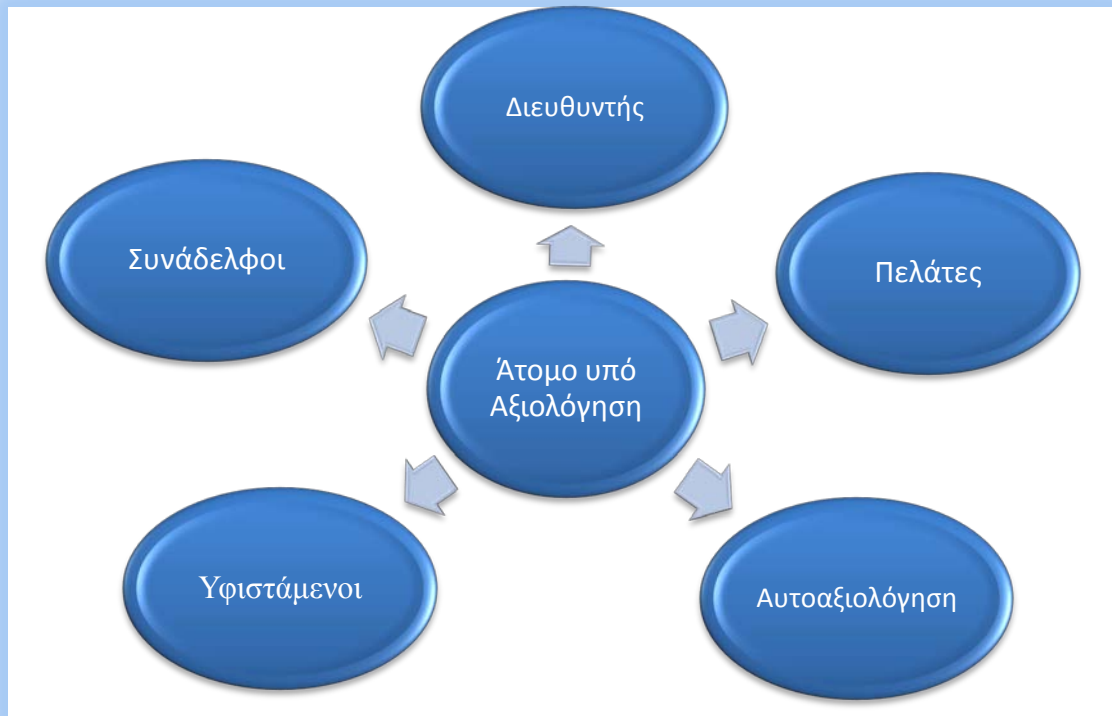 Διευθυντής
Συνάδελφοι
Πελάτες
Άτομο υπό
Αξιολόγηση
Υφιστάμενοι
Αυτοαξιολόγηση